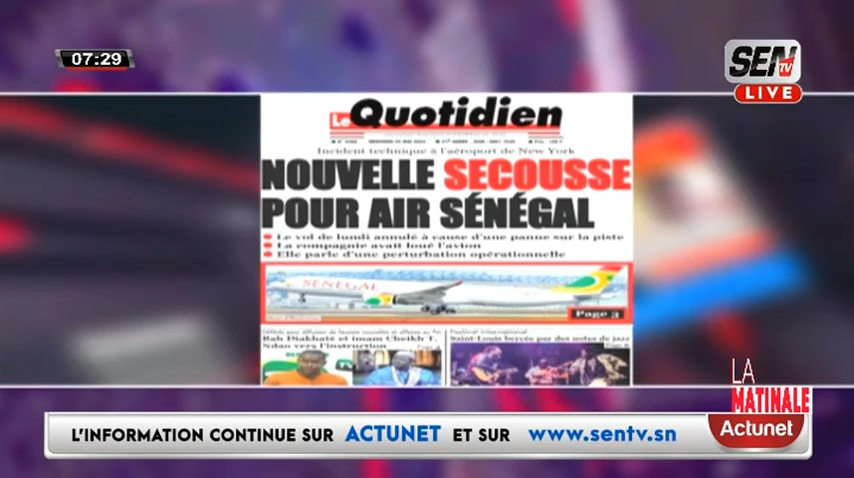 07:29
SEN TV
LIVE
Le Quotidien
Incident technique à l'aéroport de New York
NOUVELLE SECOUSSE
POUR AIR SÉNÉGAL
Le vol de lundi annulé à cause d'une panne sur la piste
La compagnie avait loué l'avion
Elle parle d'une perturbation opérationnelle
SENEGAL
Page 3
Bah Diakhaté et imam Cheikh T.
Ndao vers l'instruction
Festival international
Saint-Louis bercée par des notes de jazz
LA
MATINALE
L'INFORMATION CONTINUE SUR ACTUNET ET SUR www.sentv.sn
Actunet